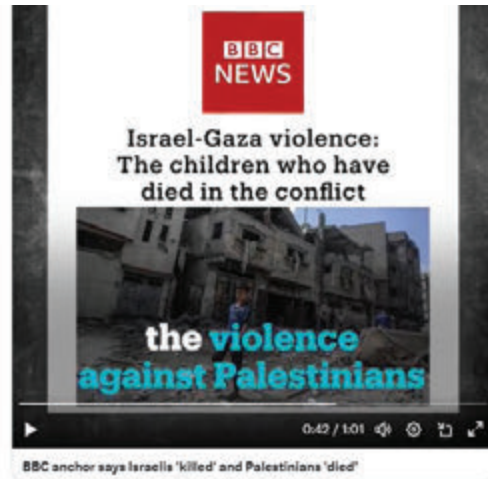 BBC
NEWS
Israel-Gaza violence:
The children who have
died in the conflict
the violence
against Palestinians
0:42 / 1:01
BBC anchor says Israelis 'killed' and Palestinians 'died'